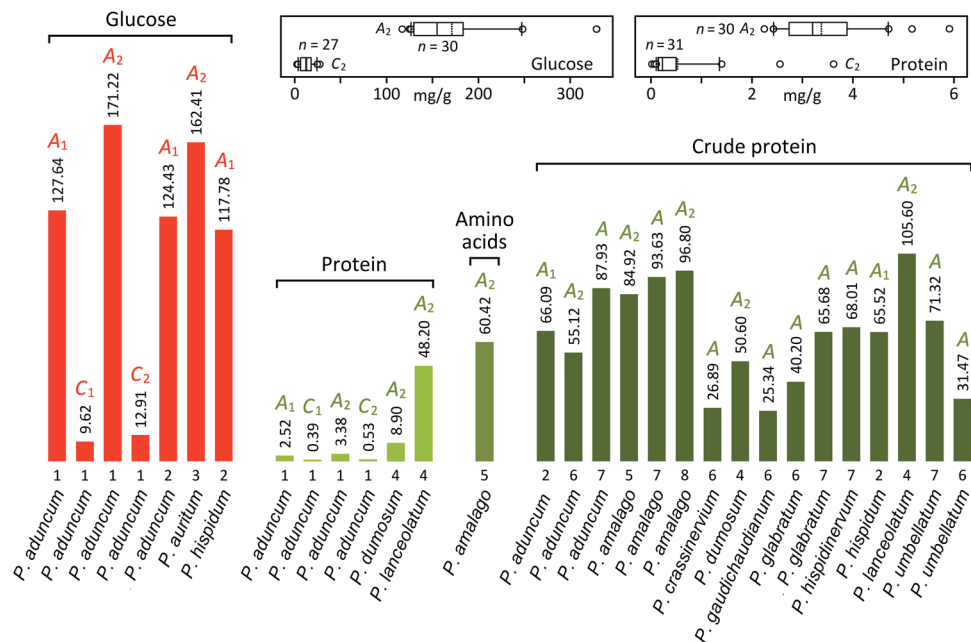 Glucose
A₁ 127.64
C₁ 9.62
A₂ 171.22
C₂ 12.91
A₁ 124.43
A₂ 162.41
A₁ 117.78
1 1 1 1 2 3 2
P. aduncum
P. aduncum
P. aduncum
P. aduncum
P. aduncum
P. auritum
P. hispidum
A₂
n = 27 n = 30
C₂ Glucose
0 100 200 300
mg/g
n = 30 A₂
n = 31
C₂ Protein
0 2 4 6
mg/g
Protein
A₁ 2.52
C₁ 0.39
A₂ 3.38
C₂ 0.53
A₂ 8.90
A₂ 48.20
1 1 1 1 4 4
P. aduncum
P. aduncum
P. aduncum
P. aduncum
P. dumosum
P. lanceolatum
Amino
acids
A₂ 60.42
5
P. amalago
Crude protein
A₁ 66.09
A₂ 55.12
A 87.93
A₂ 84.92
A 93.63
A₂ 96.80
A 26.89
A₂ 50.60
A 25.34
A 40.20
A 65.68
A 68.01
A₁ 65.52
A₂ 105.60
A 71.32
A 31.47
2 6 7 5 7 8 6 4 6 6 7 7 2 4 7 6
P. aduncum
P. aduncum
P. aduncum
P. amalago
P. amalago
P. amalago
P. crassinervium
P. dumosum
P. gaudichaudianum
P. glabratum
P. glabratum
P. hispidinervum
P. hispidum
P. lanceolatum
P. umbellatum
P. umbellatum